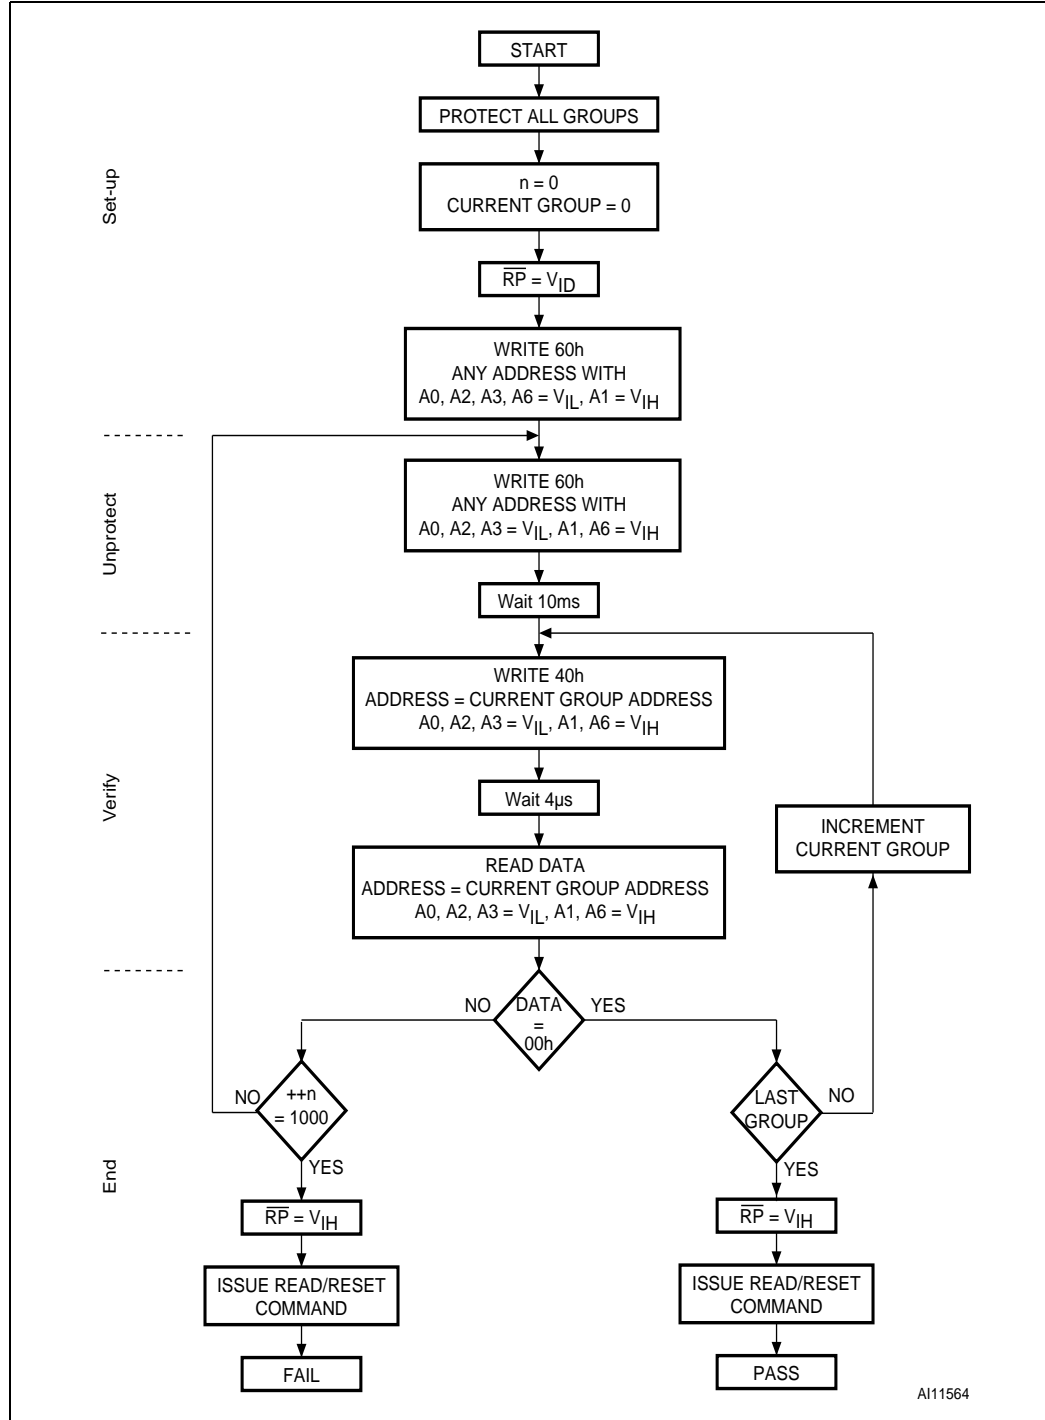 START
PROTECT ALL GROUPS
n = 0
CURRENT GROUP = 0
Set-up
RP = VID
WRITE 60h
ANY ADDRESS WITH
A0, A2, A3, A6 = VIL, A1 = VIH
WRITE 60h
ANY ADDRESS WITH
A0, A2, A3 = VIL, A1, A6 = VIH
Unprotect
Wait 10ms
WRITE 40h
ADDRESS = CURRENT GROUP ADDRESS
A0, A2, A3 = VIL, A1, A6 = VIH
Verify
Wait 4µs
INCREMENT
CURRENT GROUP
READ DATA
ADDRESS = CURRENT GROUP ADDRESS
A0, A2, A3 = VIL, A1, A6 = VIH
NO
DATA
=
00h
YES
NO
++n
= 1000
LAST
GROUP
NO
YES
YES
End
RP = VIH
RP = VIH
ISSUE READ/RESET
COMMAND
ISSUE READ/RESET
COMMAND
FAIL
PASS
AI11564